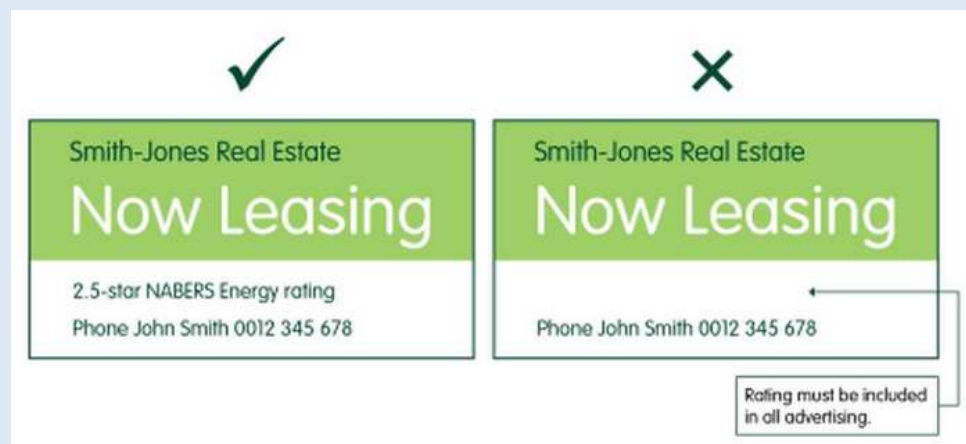 Smith-Jones Real Estate
Now Leasing
2.5-star NABERS Energy rating
Phone John Smith 0012 345 678
Smith-Jones Real Estate
Now Leasing
Phone John Smith 0012 345 678
Rating must be included
in all advertising.